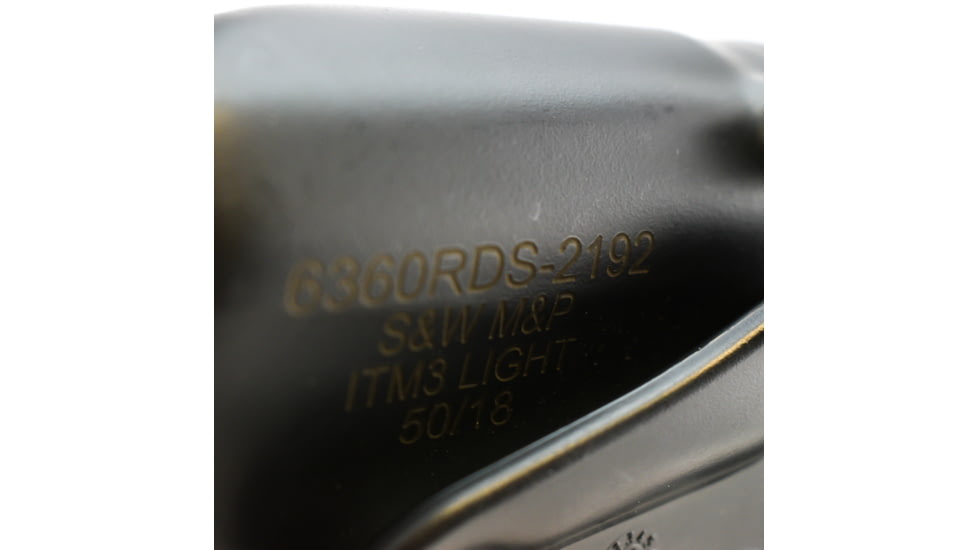 6360RDS-2192
S&W M&P
ITM3 LIGHT
50/18